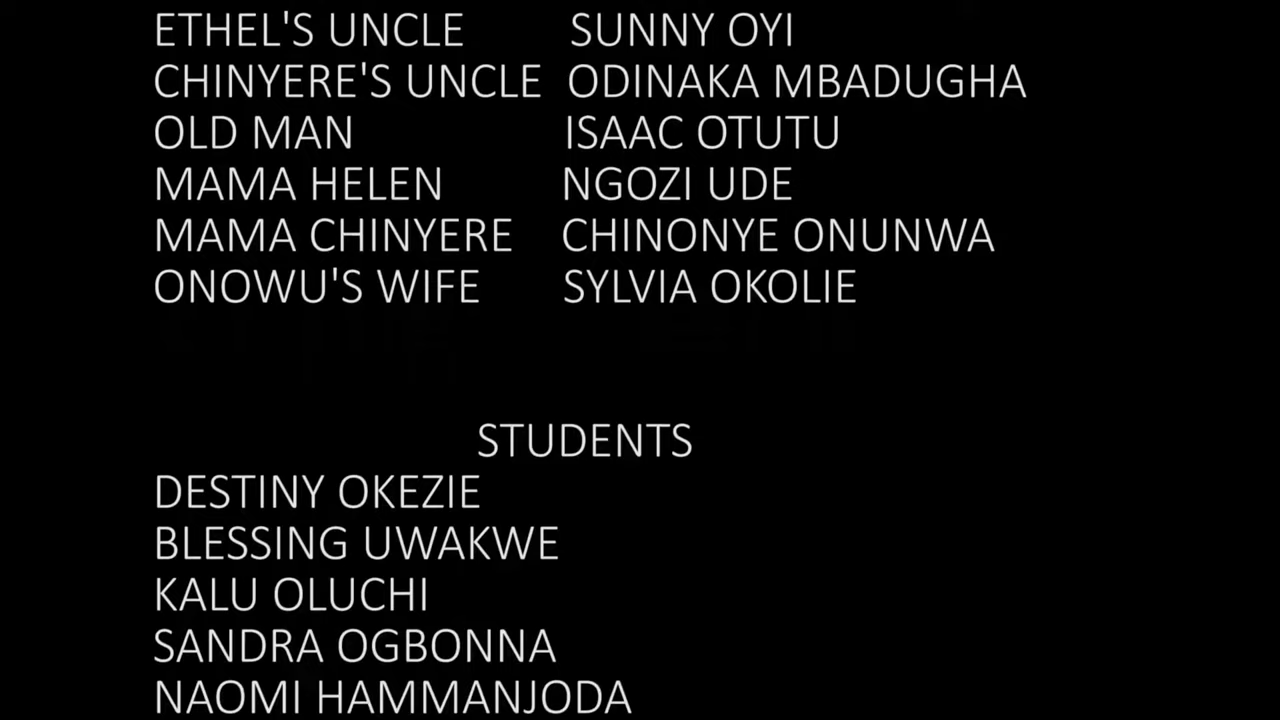 ETHEL'S UNCLE SUNNY OYI
CHINYERE'S UNCLE ODINAKA MBADUGHA
OLD MAN ISAAC OTUTU
MAMA HELEN NGOZI UDE
MAMA CHINYERE CHINONYE ONUNWA
ONOWU'S WIFE SYLVIA OKOLIE
STUDENTS
DESTINY OKEZIE
BLESSING UWAKWE
KALU OLUCHI
SANDRA OGBONNA
NAOMI HAMMANJODA